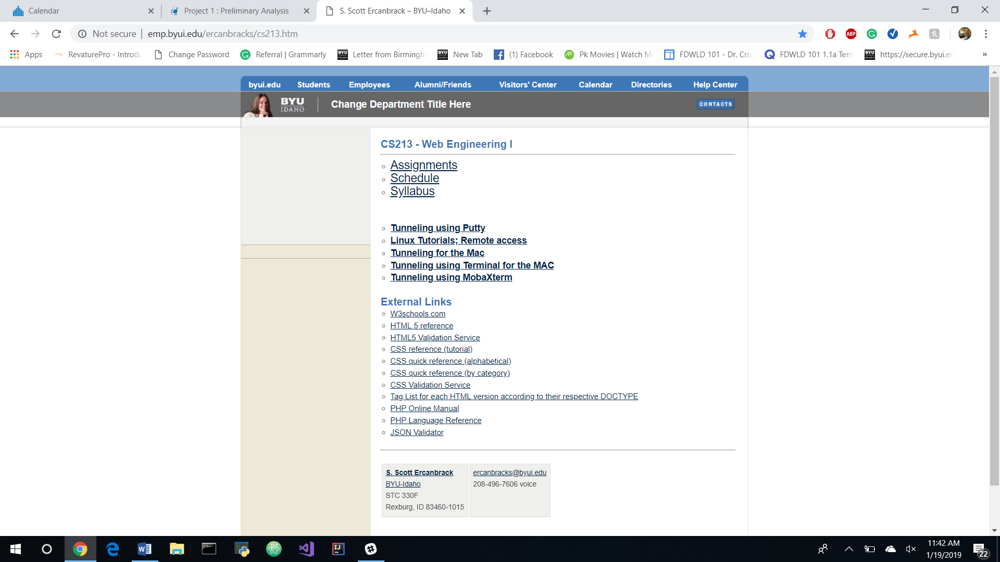 Calendar
Project 1 : Preliminary Analysis
S. Scott Ercanbrack – BYU–Idaho
Not secure
emp.byui.edu/ercanbracks/cs213.htm
Apps
RevaturePro - Introdu
Change Password
Referral | Grammarly
Letter from Birmingh
New Tab
(1) Facebook
Pk Movies | Watch M
FDWLD 101 - Dr. Cris
FDWLD 101 1.1a Tem
https://secure.byui.ed
byui.edu
Students
Employees
Alumni/Friends
Visitors' Center
Calendar
Directories
Help Center
BYU
IDAHO
Change Department Title Here
CONTACTS
CS213 - Web Engineering I
Assignments
Schedule
Syllabus
Tunneling using Putty
Linux Tutorials; Remote access
Tunneling for the Mac
Tunneling using Terminal for the MAC
Tunneling using MobaXterm
External Links
W3schools.com
HTML 5 reference
HTML5 Validation Service
CSS reference (tutorial)
CSS quick reference (alphabetical)
CSS quick reference (by category)
CSS Validation Service
Tag List for each HTML version according to their respective DOCTYPE
PHP Online Manual
PHP Language Reference
JSON Validator
S. Scott Ercanbrack
BYU-Idaho
STC 330F
Rexburg, ID 83460-1015
ercanbracks@byui.edu
208-496-7606 voice
11:42 AM
1/19/2019
22